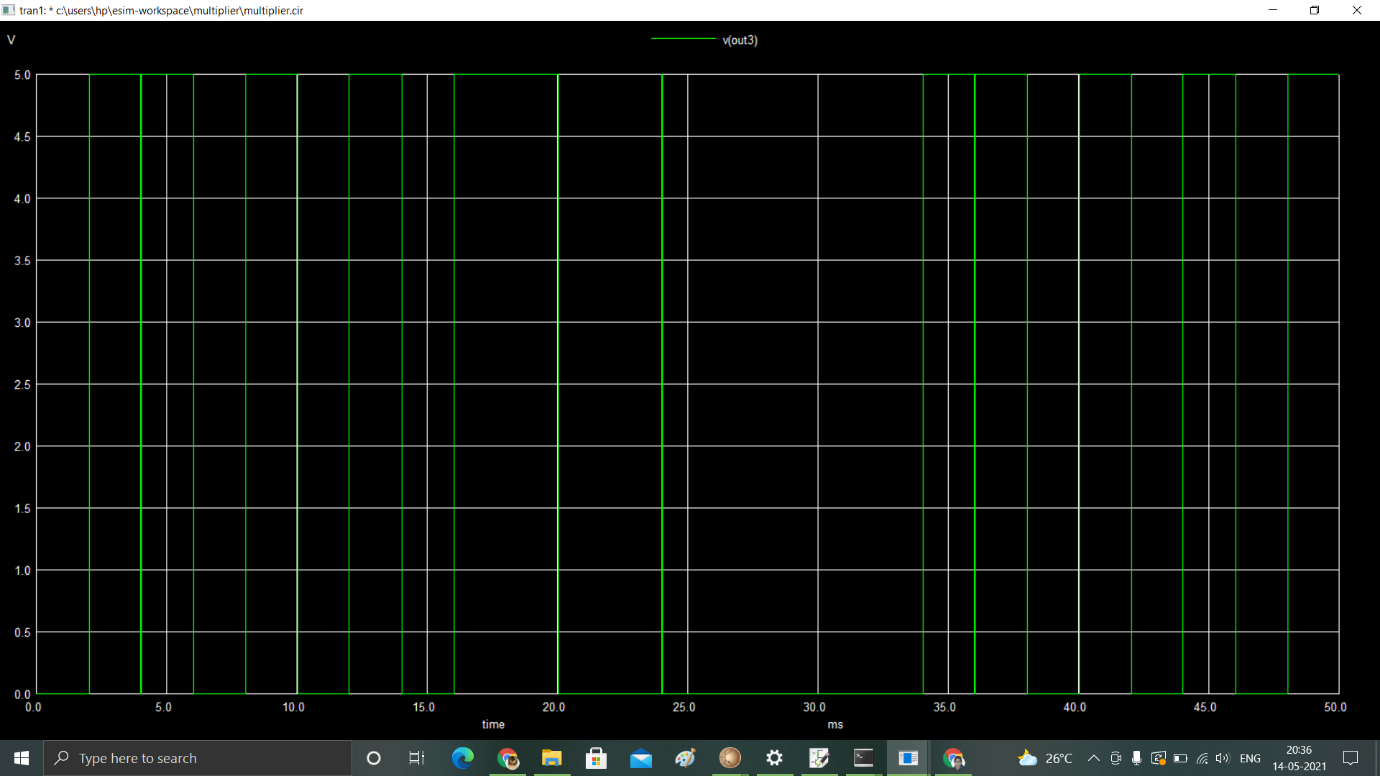 tran1: * c:\users\hp\esim-workspace\multiplier\multiplier.cir
V
v(out3)
5.0
4.5
4.0
3.5
3.0
2.5
2.0
1.5
1.0
0.5
0.0
0.0 5.0 10.0 15.0 20.0 25.0 30.0 35.0 40.0 45.0 50.0
time ms
Type here to search
26°C
ENG
20:36
14-05-2021